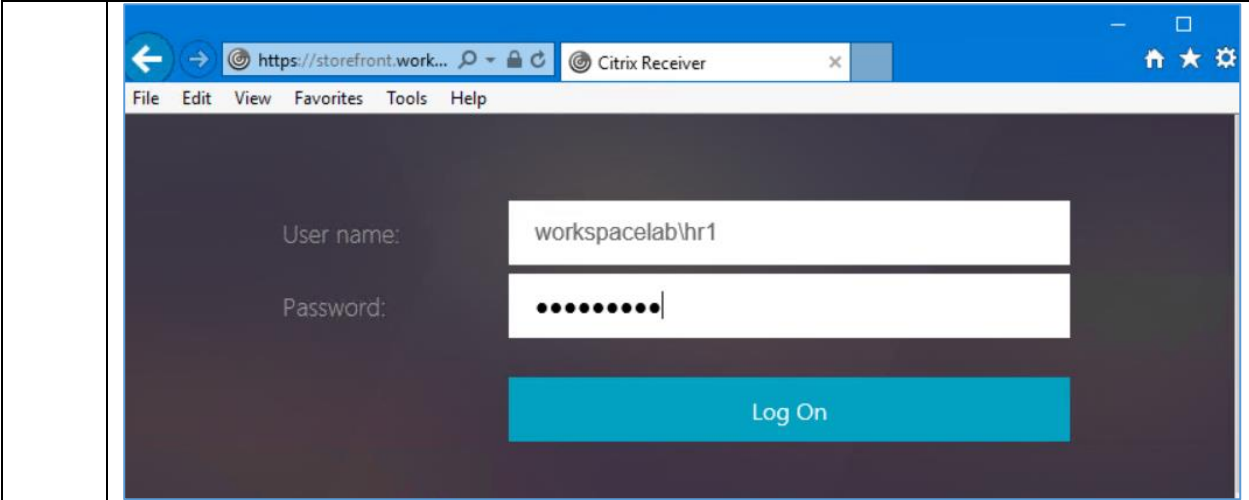 https://storefront.work...
Citrix Receiver
File Edit View Favorites Tools Help
User name:
workspacelab\hr1
Password:
●●●●●●●●●
Log On